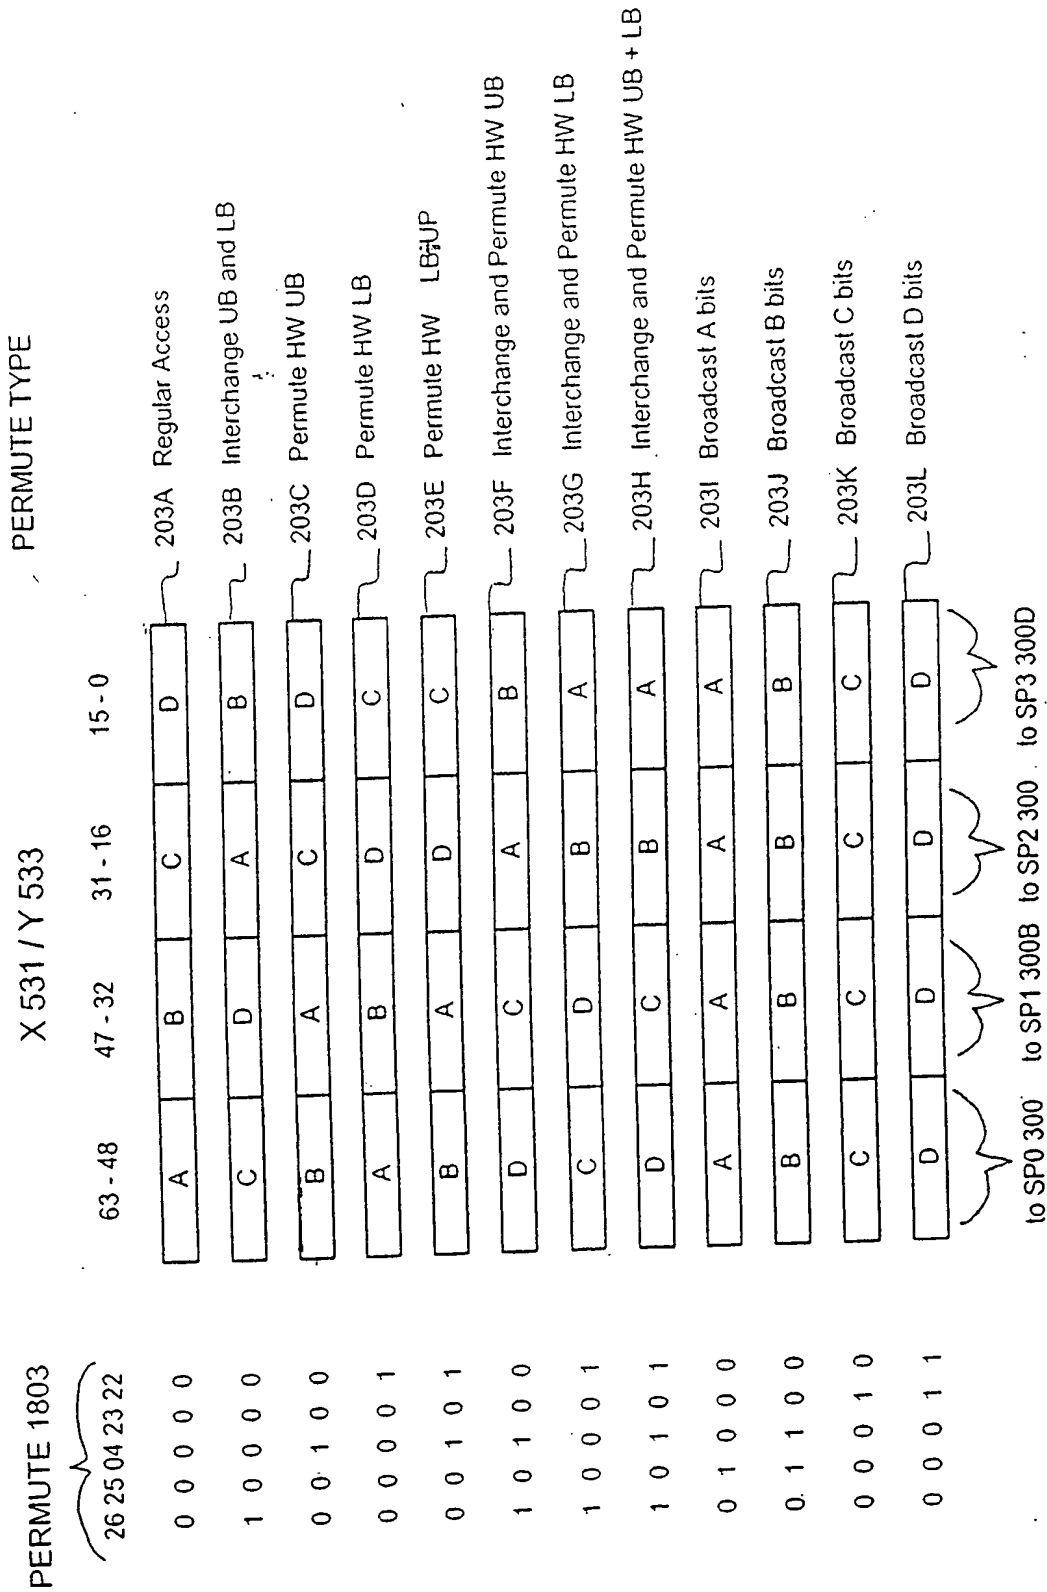 PERMUTE 1803 X 531 / Y 533 PERMUTE TYPE
26 25 04 23 22 63 - 48 47 - 32 31 - 16 15 - 0
0 0 0 0 0 A B C D 203A Regular Access
1 0 0 0 0 C D A B 203B Interchange UB and LB
0 0 1 0 0 B A C D 203C Permute HW UB
0 0 0 0 1 A B D C 203D Permute HW LB
0 0 1 0 1 B A D C 203E Permute HW LB+UP
1 0 1 0 0 D C A B 203F Interchange and Permute HW UB
1 0 0 0 1 C D B A 203G Interchange and Permute HW LB
1 0 1 0 1 D C B A 203H Interchange and Permute HW UB + LB
0 1 0 0 0 A A A A 203I Broadcast A bits
0 1 1 0 0 B B B B 203J Broadcast B bits
0 0 0 1 0 C C C C 203K Broadcast C bits
0 0 0 1 1 D D D D 203L Broadcast D bits
to SP0 300 to SP1 300B to SP2 300 to SP3 300D